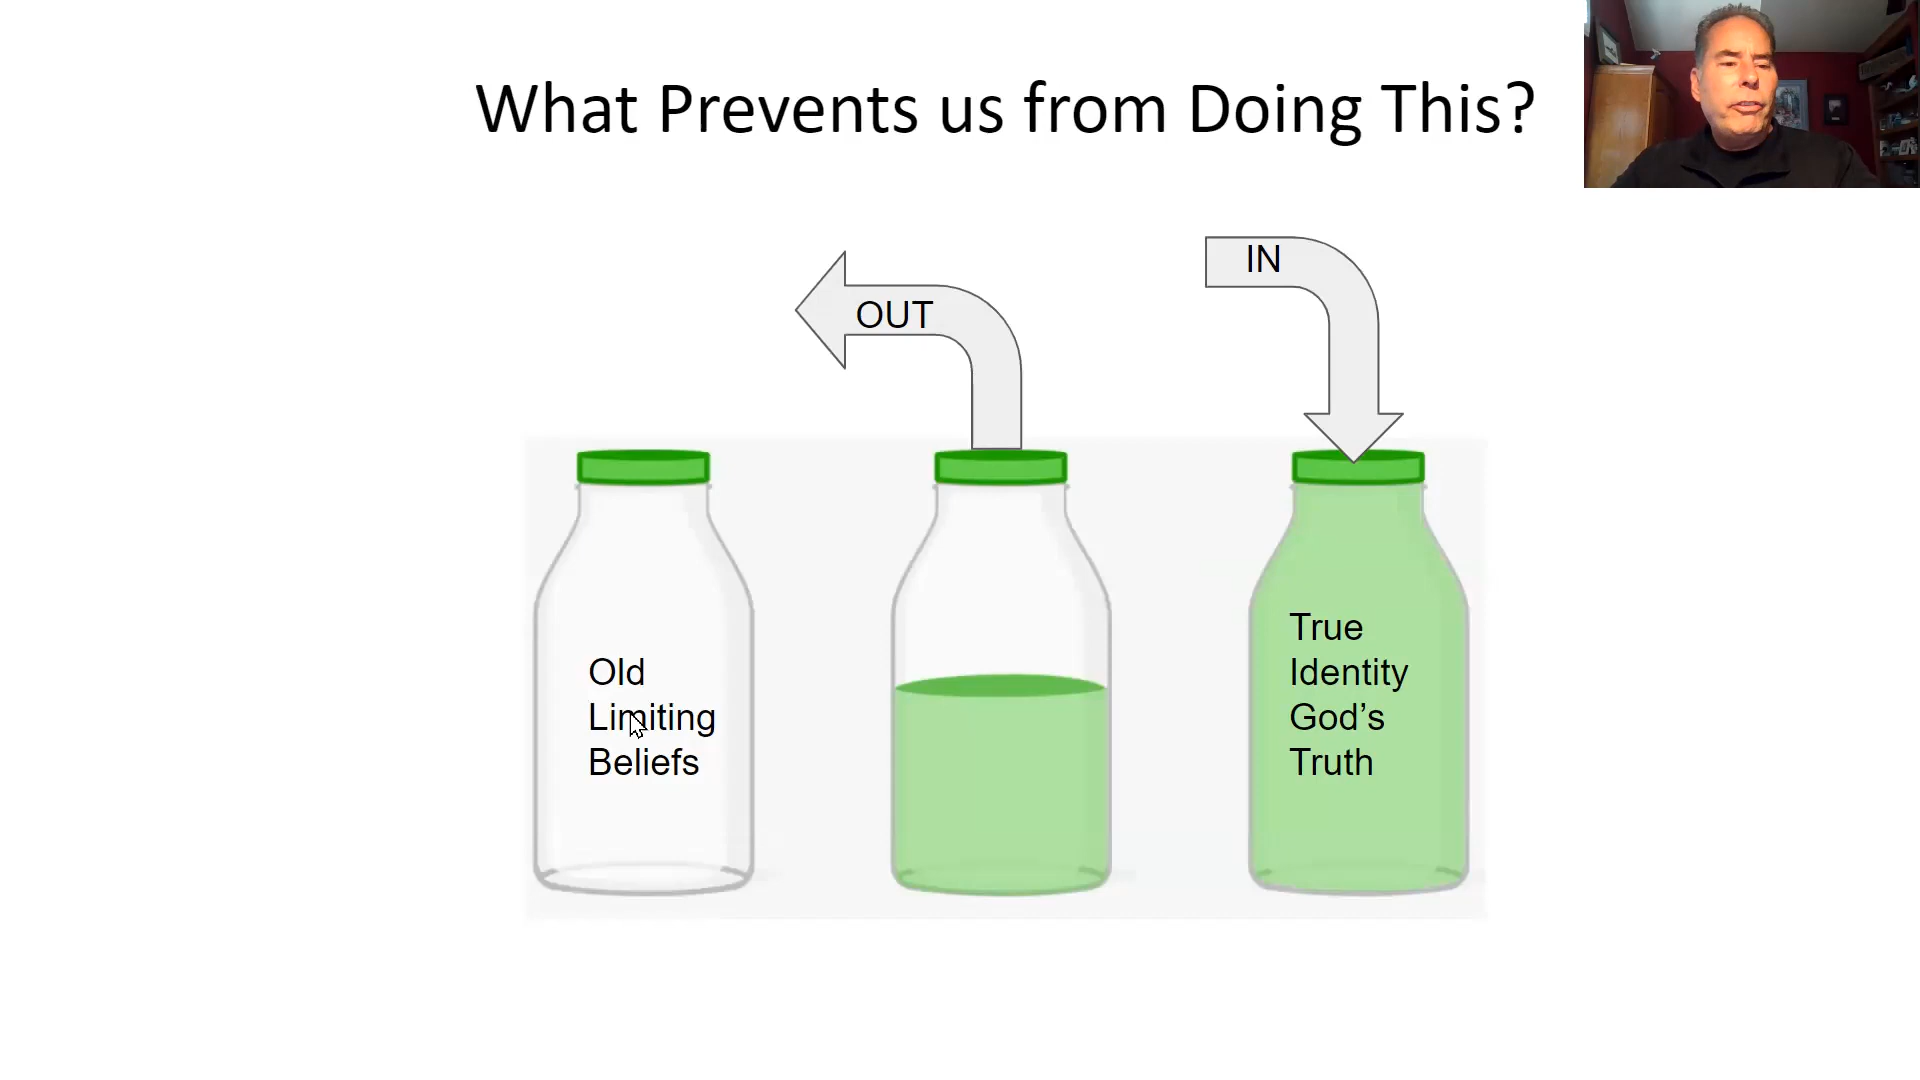 What Prevents us from Doing This?
IN
OUT
Old
Limiting
Beliefs
True
Identity
God's
Truth